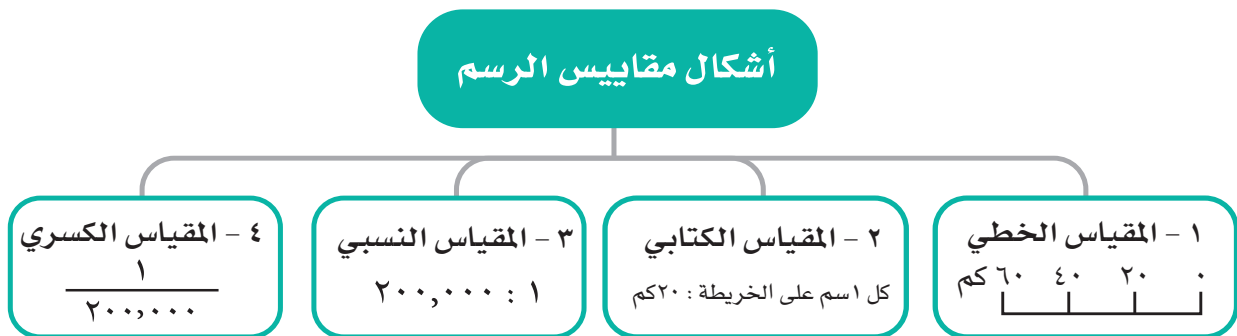 أشكال مقاييس الرسم
١ - المقياس الخطي
٠ ٢٠ ٤٠ ٦٠ كم
٢ - المقياس الكتابي
كل ١سم على الخريطة : ٢٠كم
٣ - المقياس النسبي
١ : ٢٠٠,٠٠٠
٤ - المقياس الكسري
١
٢٠٠,٠٠٠